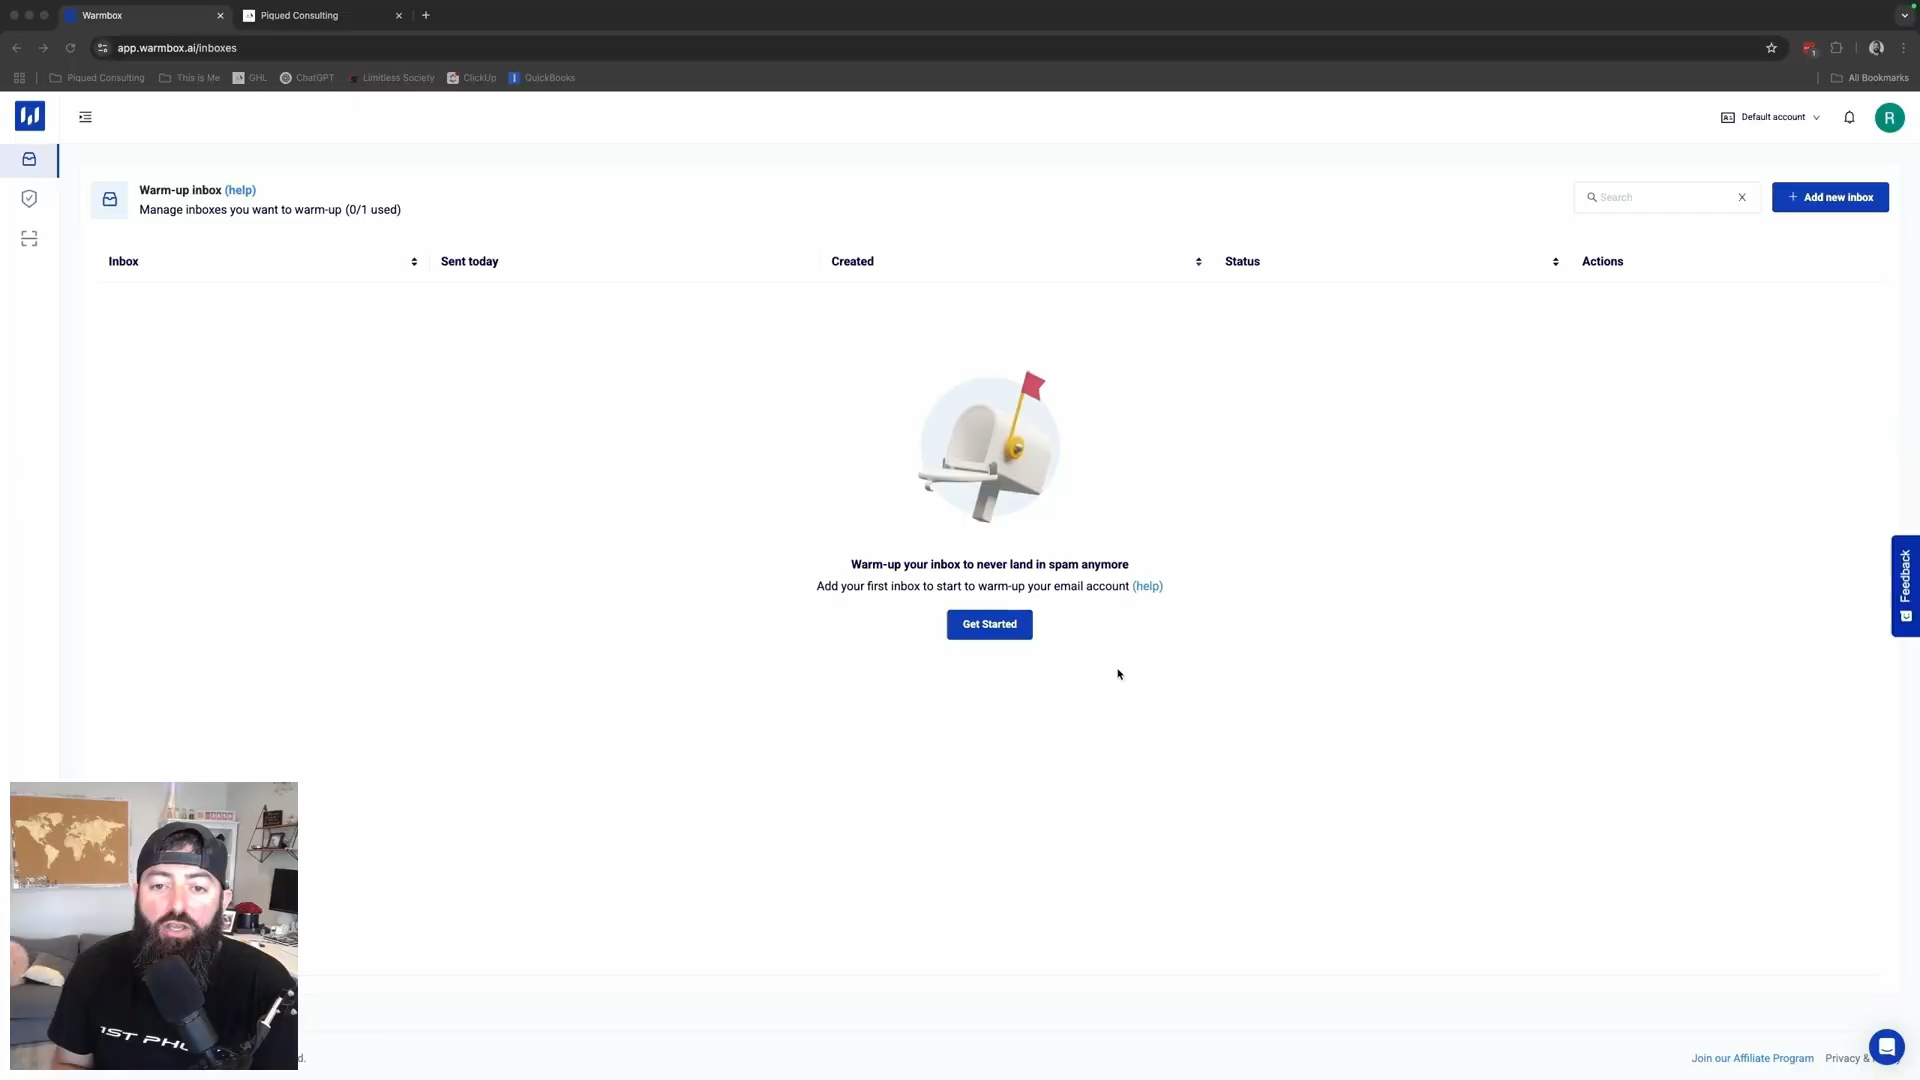 Warmbox
Piqued Consulting
app.warmbox.ai/inboxes
Piqued Consulting
This is Me
GHL
ChatGPT
Limitless Society
ClickUp
QuickBooks
All Bookmarks
Default account
R
Warm-up inbox (help)
Manage inboxes you want to warm-up (0/1 used)
Search
X
+ Add new inbox
Inbox
Sent today
Created
Status
Actions
Warm-up your inbox to never land in spam anymore
Add your first inbox to start to warm-up your email account (help)
Get Started
Feedback
1ST PHL
d.
Join our Affiliate Program
Privacy &